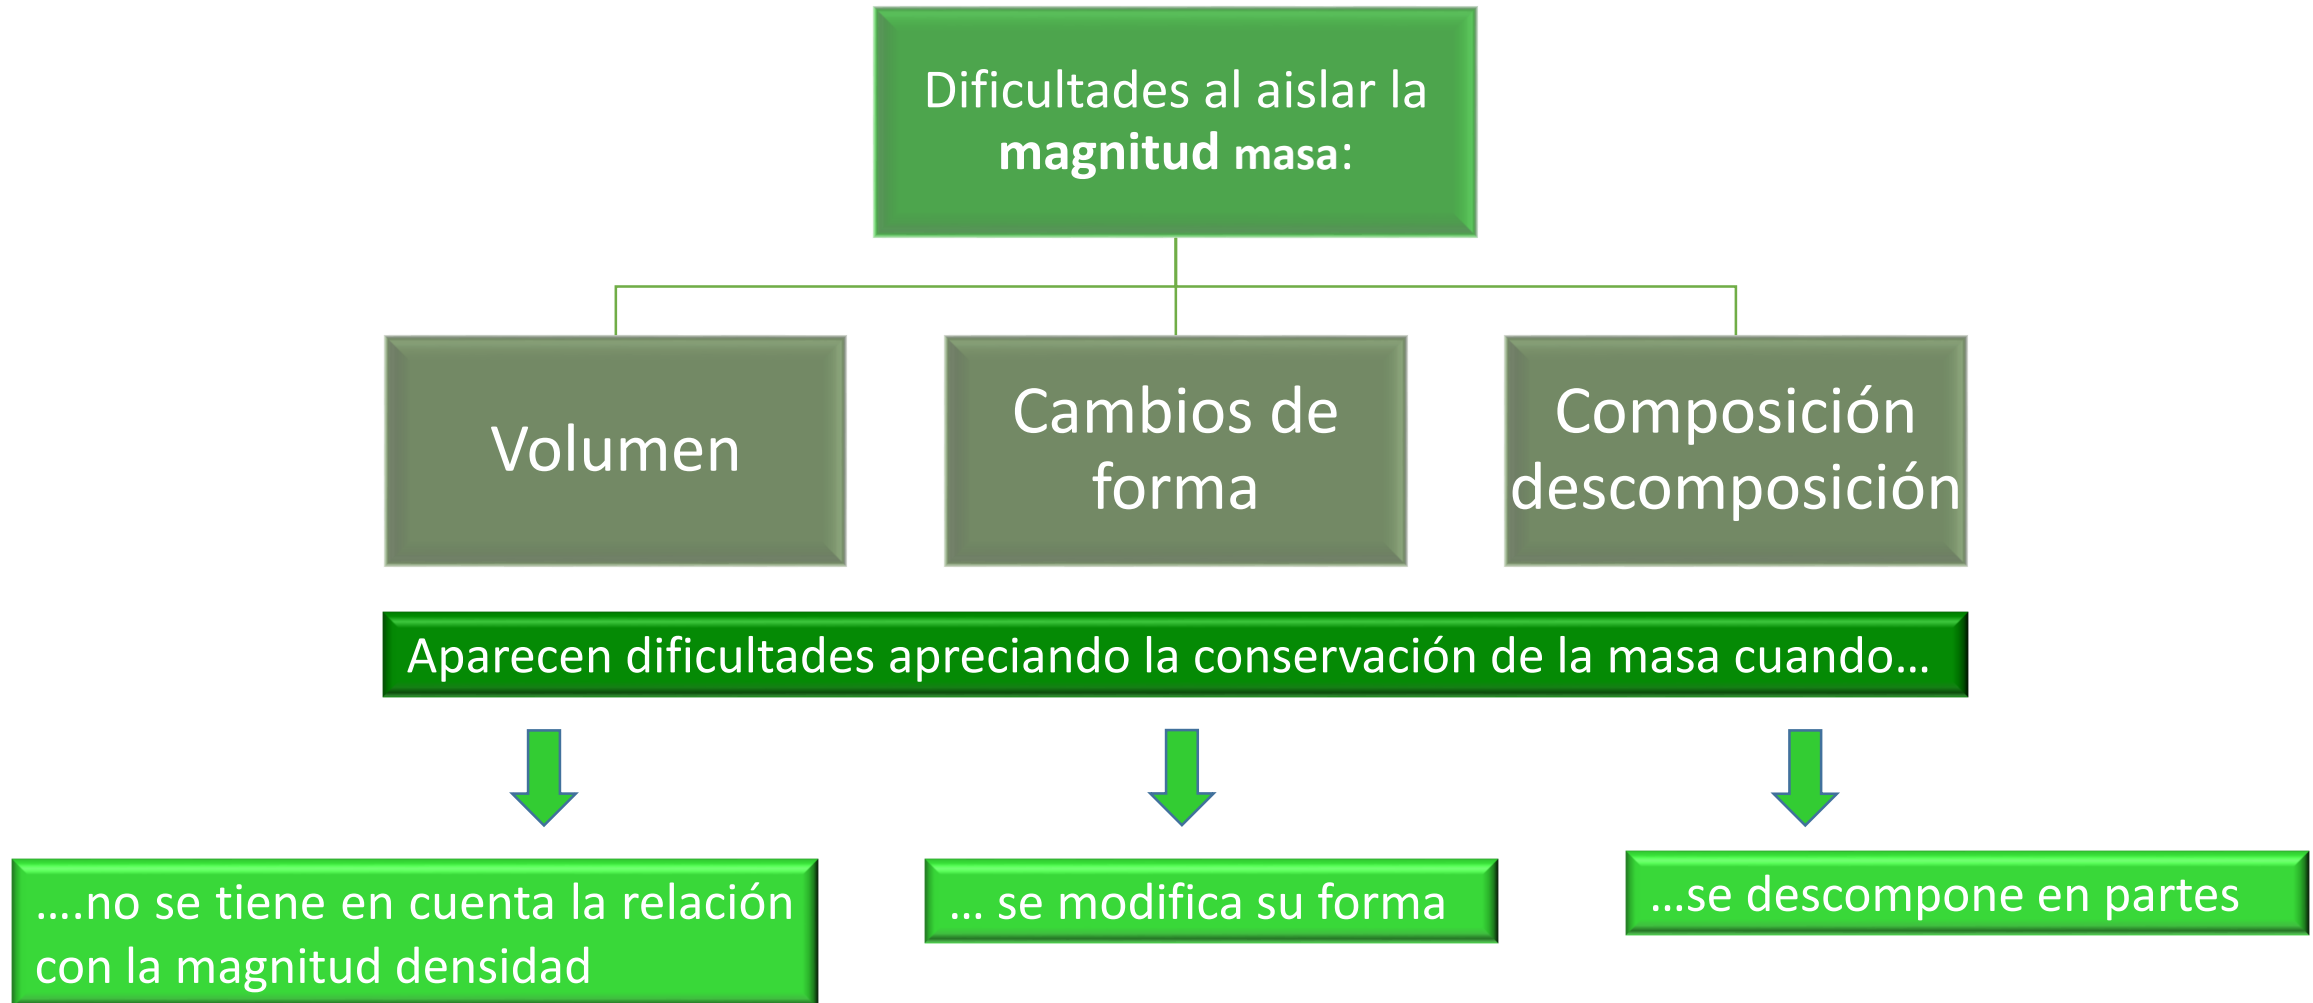 Dificultades al aislar la
magnitud masa:
Volumen
Cambios de
forma
Composición
descomposición
Aparecen dificultades apreciando la conservación de la masa cuando...
....no se tiene en cuenta la relación
con la magnitud densidad
... se modifica su forma
...se descompone en partes